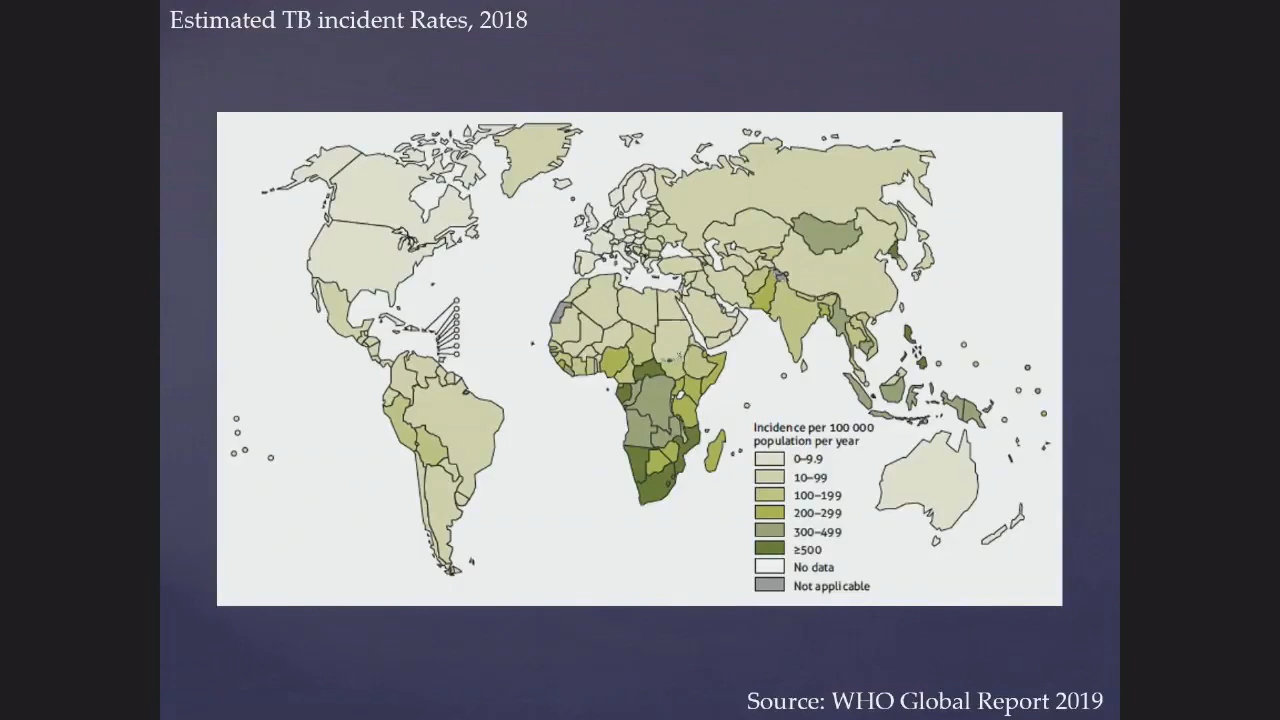 Estimated TB incident Rates, 2018
Incidence per 100 000
population per year
0–9.9
10–99
100–199
200–299
300–499
≥500
No data
Not applicable
Source: WHO Global Report 2019